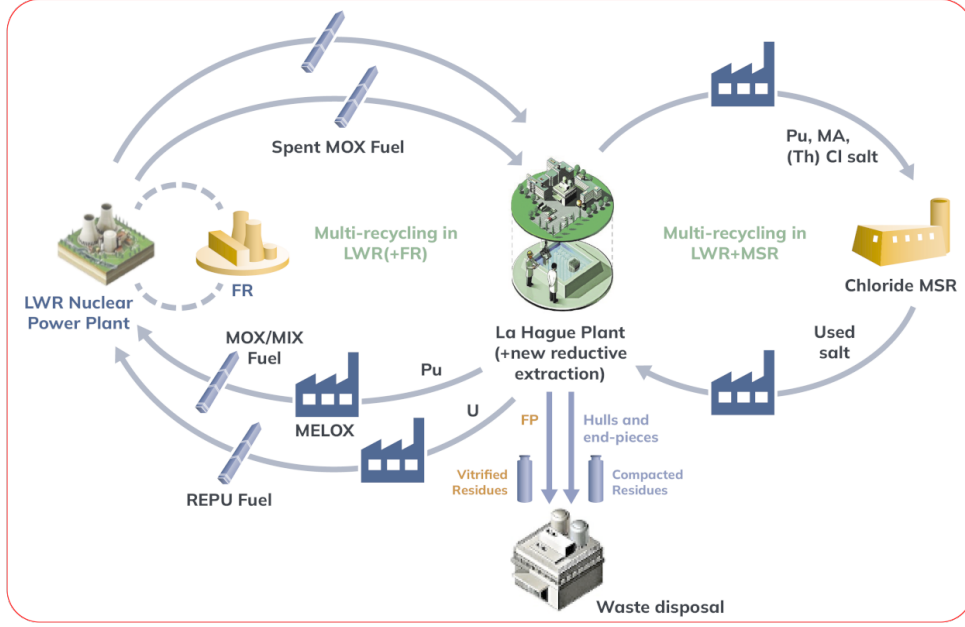 Spent MOX Fuel
Pu, MA,
(Th) Cl salt
Multi-recycling in
LWR(+FR)
Multi-recycling in
LWR+MSR
FR
LWR Nuclear
Power Plant
Chloride MSR
MOX/MIX
Fuel
La Hague Plant
(+new reductive
extraction)
Used
salt
Pu
MELOX
U
REPU Fuel
FP
Hulls and
end-pieces
Vitrified
Residues
Compacted
Residues
Waste disposal